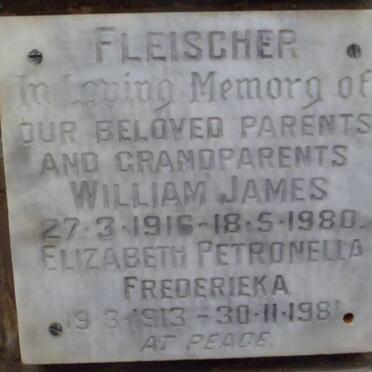 FLEISCHER
In Loving Memory of
OUR BELOVED PARENTS
AND GRANDPARENTS
WILLIAM JAMES
27·3·1916-18·5·1980.
ELIZABETH PETRONELLA
FREDERIEKA
19·3·1913-30·11·1981
AT PEACE.